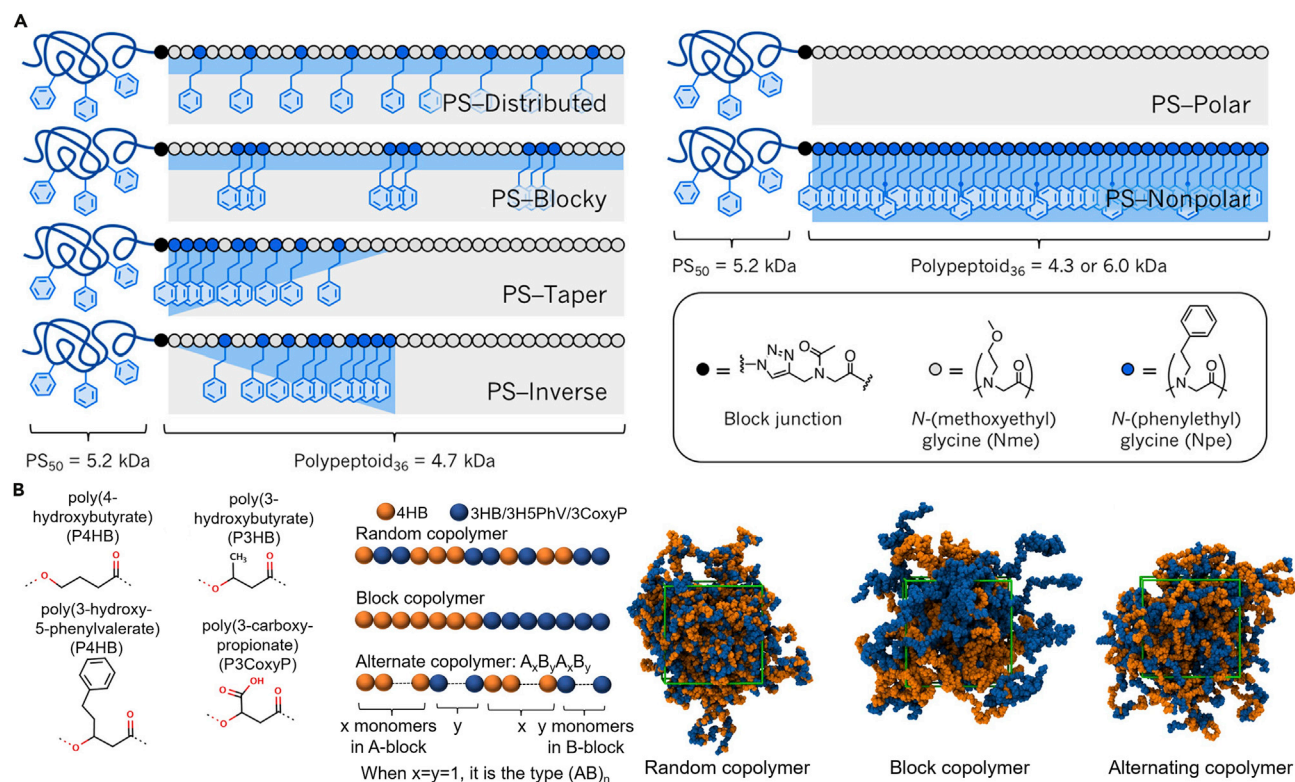 A
PS–Distributed
PS–Blocky
PS–Taper
PS–Inverse
PS50 = 5.2 kDa
Polypeptoid36 = 4.7 kDa
PS–Polar
PS–Nonpolar
PS50 = 5.2 kDa
Polypeptoid36 = 4.3 or 6.0 kDa
=
N=N
N
N
O
N
O
Block junction
=
O
N
O
N-(methoxyethyl)
glycine (Nme)
=
N
O
N-(phenylethyl)
glycine (Npe)
B
poly(4-
hydroxybutyrate)
(P4HB)
O
O
poly(3-
hydroxybutyrate)
(P3HB)
CH3
O
O
poly(3-hydroxy-
5-phenylvalerate)
(P4HB)
O
O
poly(3-carboxy-
propionate)
(P3CoxyP)
OH
O
O
O
4HB
3HB/3H5PhV/3CoxyP
Random copolymer
Block copolymer
Alternate copolymer: AxByAxBy
x monomers
in A-block
y
x
y monomers
in B-block
When x=y=1, it is the type (AB)n
Random copolymer
Block copolymer
Alternating copolymer